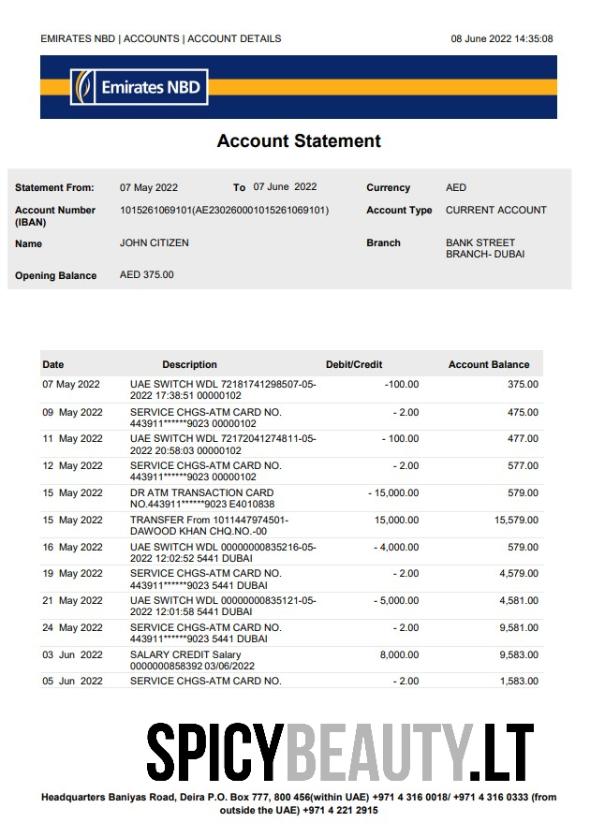 EMIRATES NBD | ACCOUNTS | ACCOUNT DETAILS 08 June 2022 14:35:08
Emirates NBD
Account Statement
Statement From: 07 May 2022 To 07 June 2022 Currency AED
Account Number 1015261069101(AE230260001015261069101) Account Type CURRENT ACCOUNT
(IBAN)
Name JOHN CITIZEN Branch BANK STREET
BRANCH- DUBAI
Opening Balance AED 375.00
Date Description Debit/Credit Account Balance
07 May 2022 UAE SWITCH WDL 72181741298507-05- -100.00 375.00
2022 17:38:51 00000102
09 May 2022 SERVICE CHGS-ATM CARD NO. - 2.00 475.00
443911******9023 00000102
11 May 2022 UAE SWITCH WDL 72172041274811-05- - 100.00 477.00
2022 20:58:03 00000102
12 May 2022 SERVICE CHGS-ATM CARD NO. - 2.00 577.00
443911******9023 00000102
15 May 2022 DR ATM TRANSACTION CARD - 15,000.00 579.00
NO.443911******9023 E4010838
15 May 2022 TRANSFER From 1011447974501- 15,000.00 15,579.00
DAWOOD KHAN CHQ.NO.-00
16 May 2022 UAE SWITCH WDL 00000000835216-05- - 4,000.00 579.00
2022 12:02:52 5441 DUBAI
19 May 2022 SERVICE CHGS-ATM CARD NO. - 2.00 4,579.00
443911******9023 5441 DUBAI
21 May 2022 UAE SWITCH WDL 00000000835121-05- - 5,000.00 4,581.00
2022 12:01:58 5441 DUBAI
24 May 2022 SERVICE CHGS-ATM CARD NO. - 2.00 9,581.00
443911******9023 5441 DUBAI
03 Jun 2022 SALARY CREDIT Salary 8,000.00 9,583.00
0000000858392 03/06/2022
05 Jun 2022 SERVICE CHGS-ATM CARD NO. - 2.00 1,583.00
SPICYBEAUTY.LT
Headquarters Baniyas Road, Deira P.O. Box 777, 800 456(within UAE) +971 4 316 0018/ +971 4 316 0333 (from
outside the UAE) +971 4 221 2915